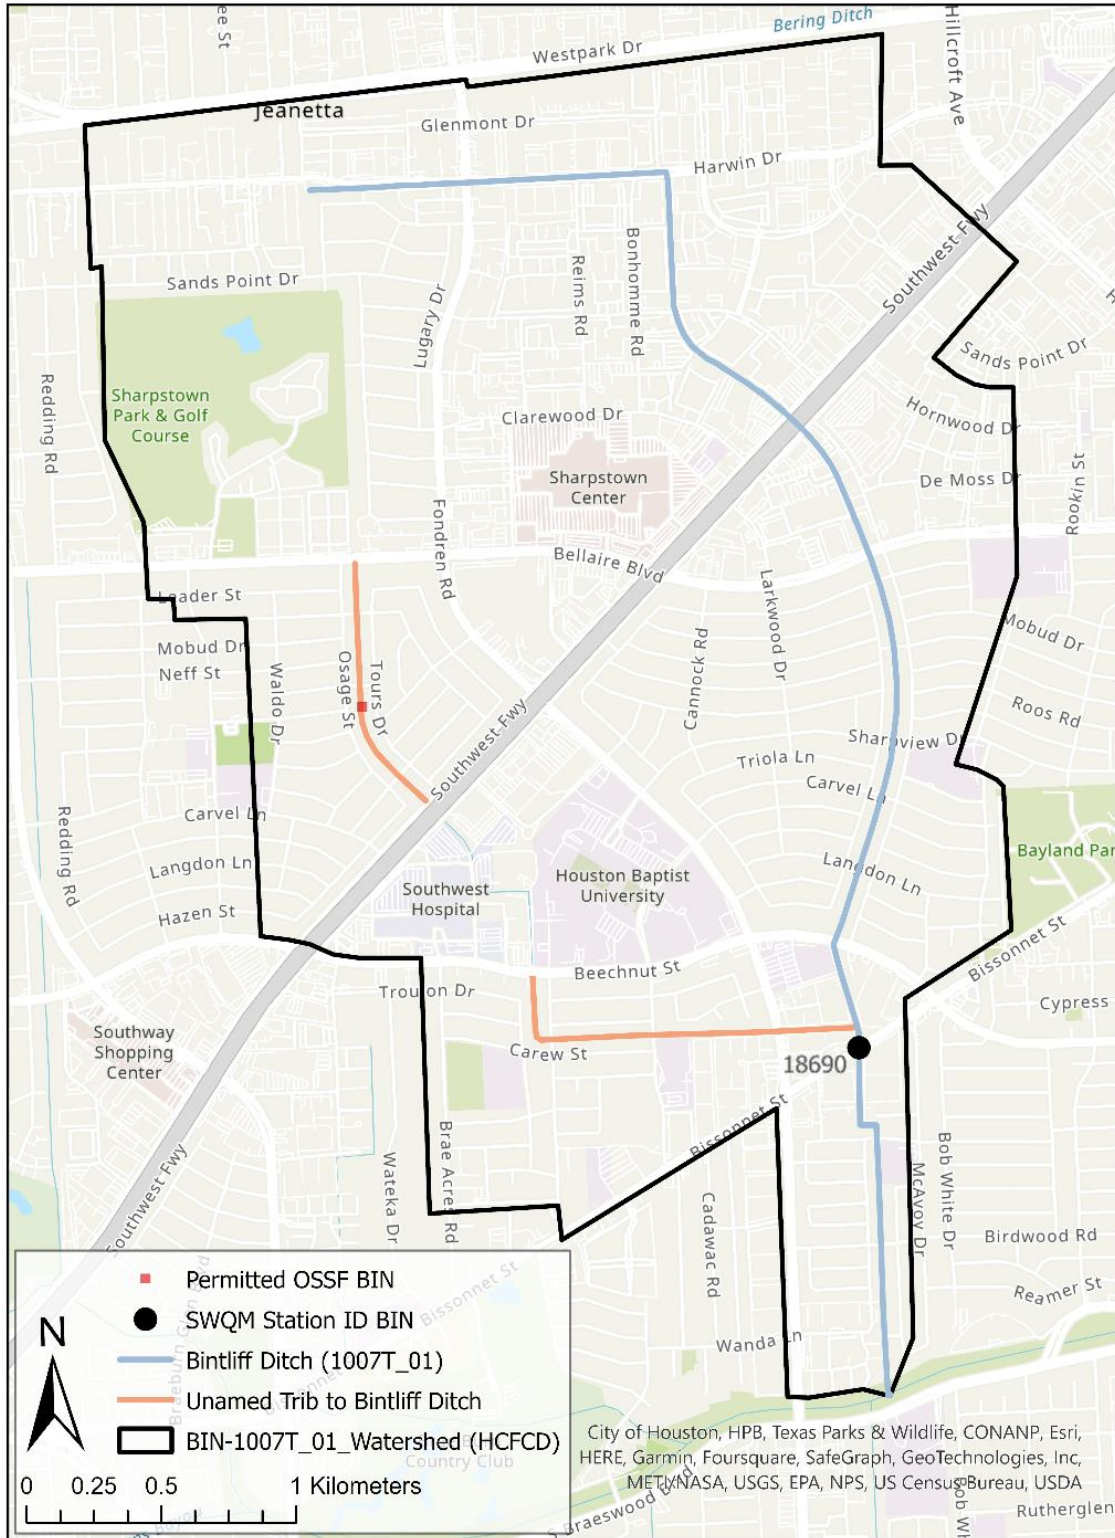 ee St
Bering Ditch
Hillcroft Ave
Westpark Dr
Jeanetta
Glenmont Dr
Harwin Dr
Southwest Fwy
Sands Point Dr
Reims Rd
Bonhomme Rd
Lugary Dr
Sands Point Dr
Redding Rd
Sharpstown
Park & Golf
Course
Clarewood Dr
Hornwood Dr
Sharpstown
Center
De Moss Dr
Rookin St
Fondren Rd
Bellaire Blvd
Leader St
Larkwood Dr
Mobud Dr
Mobud Dr
Neff St
Waldo Dr
Osage St
Tours Dr
Cannock Rd
Roos Rd
Southwest Fwy
Sharpview Dr
Triola Ln
Carvel Ln
Carvel Ln
Redding Rd
Langdon Ln
Langdon Ln
Bayland Par
Southwest
Hospital
Houston Baptist
University
Hazen St
Bissonnet St
Beechnut St
Troulon Dr
Cypress
Southway
Shopping
Center
Carew St
18690
Bissonnet St
Brae Acres Rd
Wateka Dr
Cadawac Rd
McAvoy Dr
Bob White Dr
Southwest Fwy
Birdwood Rd
Reamer St
Wanda Ln
Permitted OSSF BIN
SWQM Station ID BIN
Bintliff Ditch (1007T_01)
Unamed Trib to Bintliff Ditch
BIN-1007T_01_Watershed (HCFCD)
N
0 0.25 0.5 1 Kilometers
Bissonnet St
Country Club
City of Houston, HPB, Texas Parks & Wildlife, CONANP, Esri,
HERE, Garmin, Foursquare, SafeGraph, GeoTechnologies, Inc,
METI/NASA, USGS, EPA, NPS, US Census Bureau, USDA
S Braeswood Blvd
Bob Wh
Rutherglen